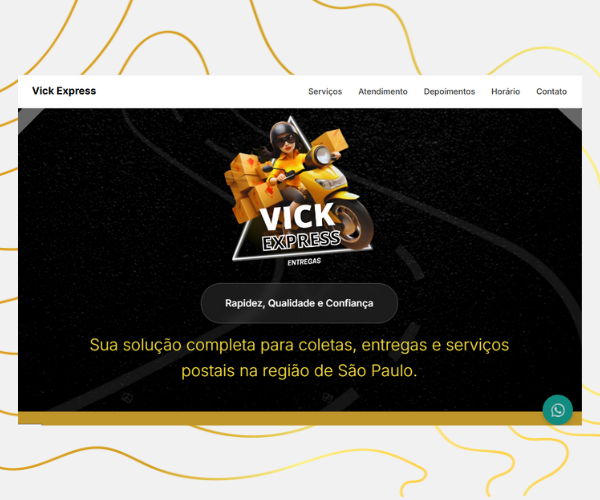 Vick Express
Serviços Atendimento Depoimentos Horário Contato
VICK
EXPRESS
ENTREGAS
Rapidez, Qualidade e Confiança
Sua solução completa para coletas, entregas e serviços
postais na região de São Paulo.